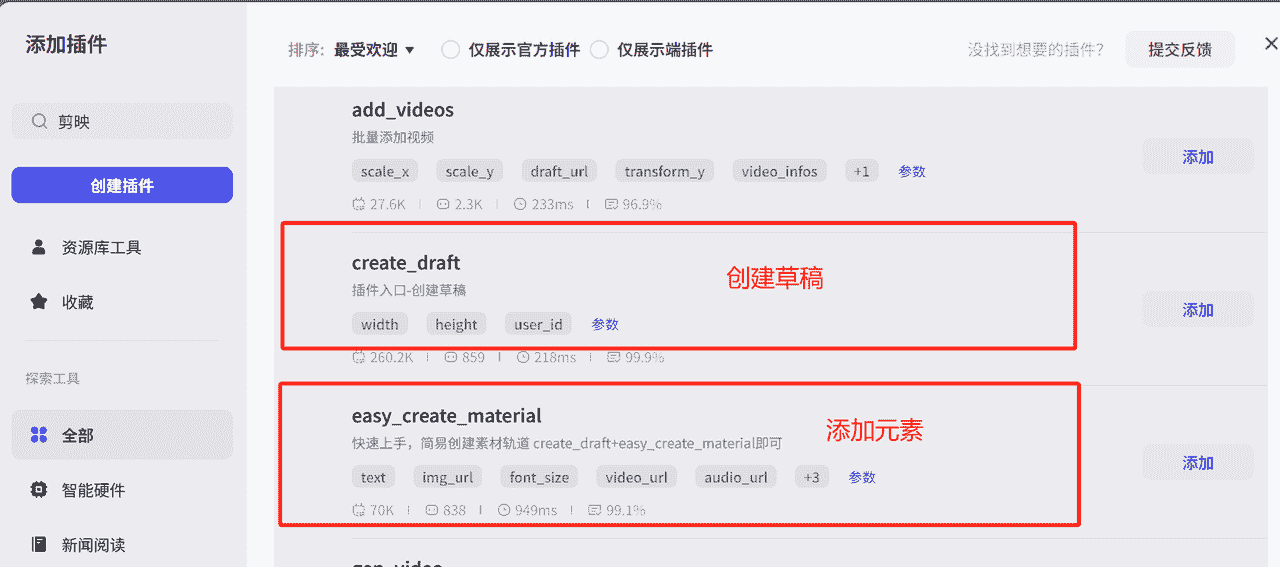 添加插件
剪映
创建插件
资源库工具
收藏
探索工具
全部
智能硬件
新闻阅读
排序: 最受欢迎 仅展示官方插件 仅展示端插件 没找到想要的插件? 提交反馈
add_videos
批量添加视频
scale_x scale_y draft_url transform_y video_infos +1 参数
27.6K 2.3K 233ms 96.9%
添加
create_draft
插件入口-创建草稿
width height user_id 参数
260.2K 859 218ms 99.9%
创建草稿
添加
easy_create_material
快速上手，简易创建素材轨道 create_draft+easy_create_material即可
text img_url font_size video_url audio_url +3 参数
70K 838 949ms 99.1%
添加元素
添加